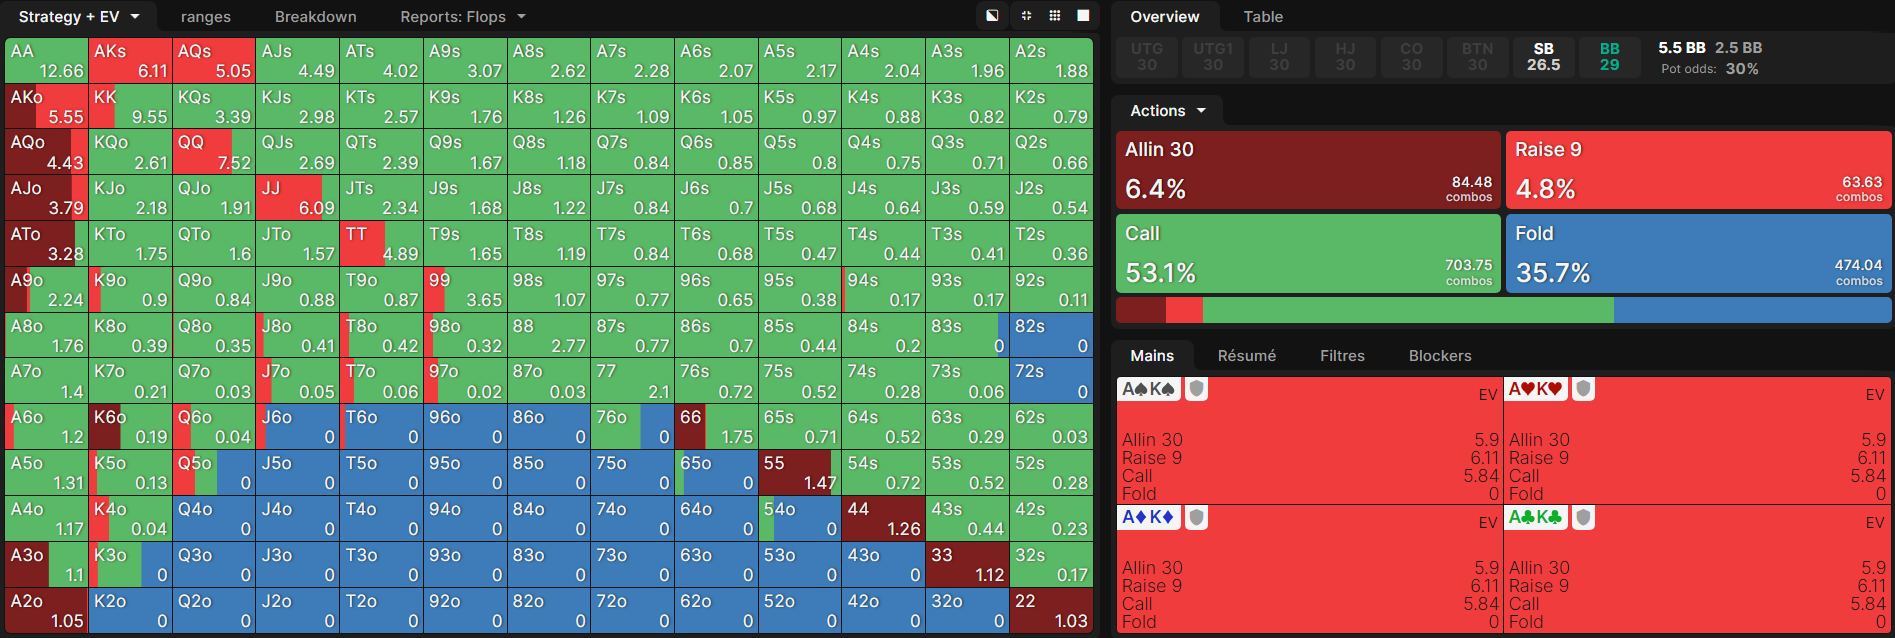 Strategy + EV ranges Breakdown Reports: Flops
AA AKs AQs AJs ATs A9s A8s A7s A6s A5s A4s A3s A2s
12.66 6.11 5.05 4.49 4.02 3.07 2.62 2.28 2.07 2.17 2.04 1.96 1.88
AKo KK KQs KJs KTs K9s K8s K7s K6s K5s K4s K3s K2s
5.55 9.55 3.39 2.98 2.57 1.76 1.26 1.09 1.05 0.97 0.88 0.82 0.79
AQo KQo QQ QJs QTs Q9s Q8s Q7s Q6s Q5s Q4s Q3s Q2s
4.43 2.61 7.52 2.69 2.39 1.67 1.18 0.84 0.85 0.8 0.75 0.71 0.66
AJo KJo QJo JJ JTs J9s J8s J7s J6s J5s J4s J3s J2s
3.79 2.18 1.91 6.09 2.34 1.68 1.22 0.84 0.7 0.68 0.64 0.59 0.54
ATo KTo QTo JTo TT T9s T8s T7s T6s T5s T4s T3s T2s
3.28 1.75 1.6 1.57 4.89 1.65 1.19 0.84 0.68 0.47 0.44 0.41 0.36
A9o K9o Q9o J9o T9o 99 98s 97s 96s 95s 94s 93s 92s
2.24 0.9 0.84 0.88 0.87 3.65 1.07 0.77 0.65 0.38 0.17 0.17 0.11
A8o K8o Q8o J8o T8o 98o 88 87s 86s 85s 84s 83s 82s
1.76 0.39 0.35 0.41 0.42 0.32 2.77 0.77 0.7 0.44 0.2 0 0
A7o K7o Q7o J7o T7o 97o 87o 77 76s 75s 74s 73s 72s
1.4 0.21 0.03 0.05 0.06 0.02 0.03 2.1 0.72 0.52 0.28 0.06 0
A6o K6o Q6o J6o T6o 96o 86o 76o 66 65s 64s 63s 62s
1.2 0.19 0.04 0 0 0 0 0 1.75 0.71 0.52 0.29 0.03
A5o K5o Q5o J5o T5o 95o 85o 75o 65o 55 54s 53s 52s
1.31 0.13 0 0 0 0 0 0 0 1.47 0.72 0.52 0.28
A4o K4o Q4o J4o T4o 94o 84o 74o 64o 54o 44 43s 42s
1.17 0.04 0 0 0 0 0 0 0 0 1.26 0.44 0.23
A3o K3o Q3o J3o T3o 93o 83o 73o 63o 53o 43o 33 32s
1.1 0 0 0 0 0 0 0 0 0 0 1.12 0.17
A2o K2o Q2o J2o T2o 92o 82o 72o 62o 52o 42o 32o 22
1.05 0 0 0 0 0 0 0 0 0 0 0 1.03
Overview Table
UTG UTG1 LJ HJ CO BTN SB BB 5.5 BB 2.5 BB
30 30 30 30 30 30 26.5 29 Pot odds: 30%
Actions
Allin 30 Raise 9
6.4% 84.48 combos 4.8% 63.63 combos
Call Fold
53.1% 703.75 combos 35.7% 474.04 combos
Mains Résumé Filtres Blockers
A♠K♠ EV A♥K♥ EV
Allin 30 5.9 Allin 30 5.9
Raise 9 6.11 Raise 9 6.11
Call 5.84 Call 5.84
Fold 0 Fold 0
A♦K♦ EV A♣K♣ EV
Allin 30 5.9 Allin 30 5.9
Raise 9 6.11 Raise 9 6.11
Call 5.84 Call 5.84
Fold 0 Fold 0